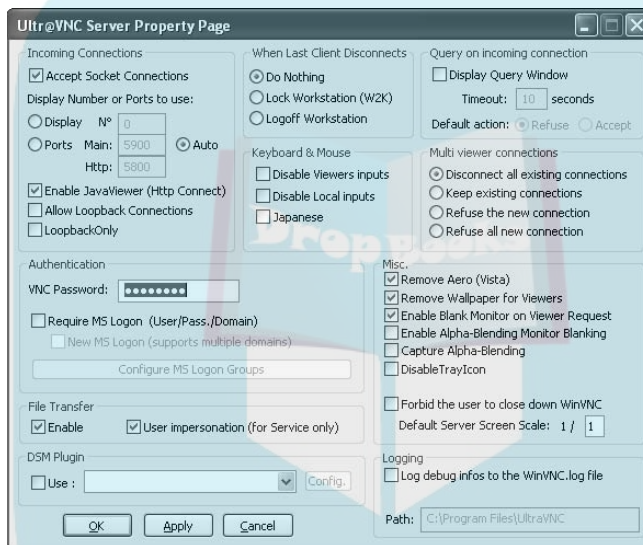 Ultr@VNC Server Property Page
Incoming Connections
Accept Socket Connections
Display Number or Ports to use:
Display N° 0
Ports Main: 5900 Auto
Http: 5800
Enable JavaViewer (Http Connect)
Allow Loopback Connections
LoopbackOnly
When Last Client Disconnects
Do Nothing
Lock Workstation (W2K)
Logoff Workstation
Query on incoming connection
Display Query Window
Timeout: 10 seconds
Default action: Refuse Accept
Keyboard & Mouse
Disable Viewers inputs
Disable Local inputs
Japanese
Multi viewer connections
Disconnect all existing connections
Keep existing connections
Refuse the new connection
Refuse all new connection
Drop Books
Authentication
VNC Password: ••••••••
Require MS Logon (User/Pass./Domain)
New MS Logon (supports multiple domains)
Configure MS Logon Groups
Misc.
Remove Aero (Vista)
Remove Wallpaper for Viewers
Enable Blank Monitor on Viewer Request
Enable Alpha-Blending Monitor Blanking
Capture Alpha-Blending
DisableTrayIcon
Forbid the user to close down WinVNC
Default Server Screen Scale: 1 / 1
File Transfer
Enable User impersonation (for Service only)
DSM Plugin
Use : Config.
Logging
Log debug infos to the WinVNC.log file
Path: C:\Program Files\UltraVNC
OK Apply Cancel